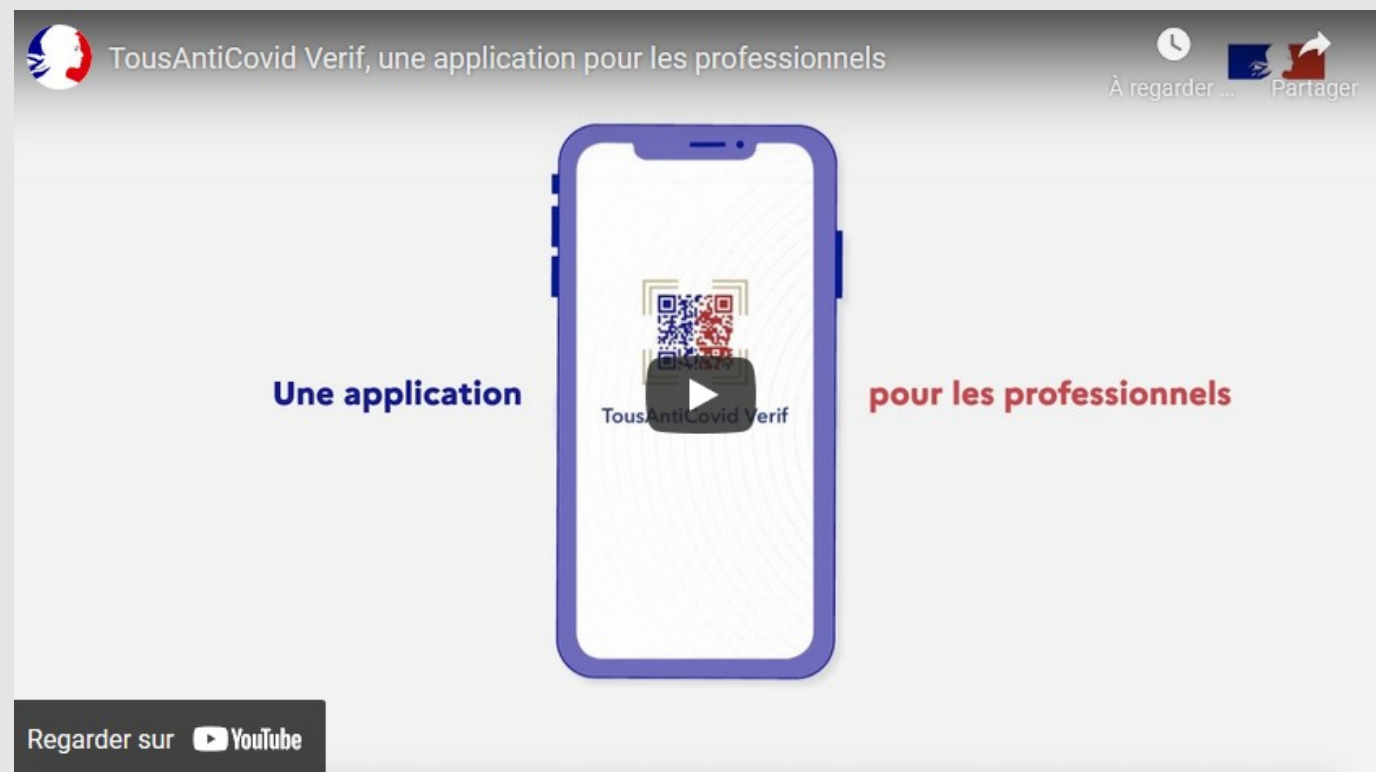 TousAntiCovid Verif, une application pour les professionnels
À regarder ...
Partager
Une application
TousAntiCovid Verif
pour les professionnels
Regarder sur YouTube